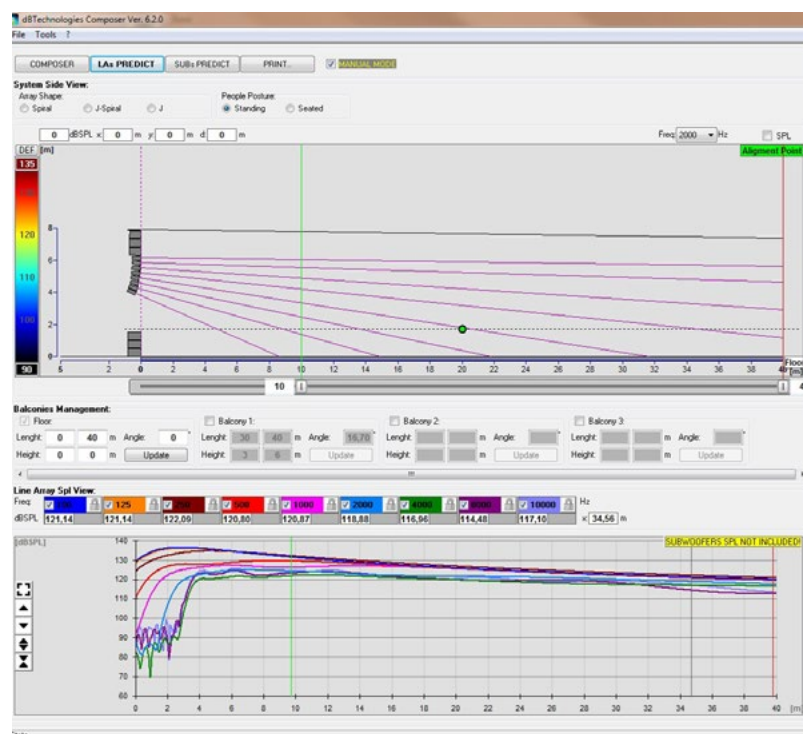 dBTechnologies Composer Ver. 6.2.0
File Tools ?
COMPOSER LAs PREDICT SUBs PREDICT PRINT... MANUAL MODE
System Side View:
Array Shape: People Posture:
Spiral J-Spiral J Standing Seated
0 dBSPL x: 0 m y: 0 m d: 0 m Freq: 2000 Hz SPL
DEF. [m] Aligment Point
135
120
110
100
90
8
6
4
2
0
Floor
6 2 0 2 4 6 8 10 12 14 16 18 20 22 24 26 28 30 32 34 36 38 40 [m]
10 4
Balconies Management:
Floor: Balcony 1: Balcony 2: Balcony 3:
Lenght: 0 40 m Angle: 0 ° Lenght: 30 40 m Angle: 16,70 ° Lenght: m Angle: ° Lenght: m Angle:
Height: 0 0 m Update Height: 3 6 m Update Height: m Update Height: m Update
Line Array Spl View:
Freq: 125 250 500 1000 2000 4000 8000 10000 Hz
dBSPL 121,14 121,14 122,09 120,80 120,87 118,88 116,96 114,48 117,10 x: 34,56 m
[dBSPL] SUBWOOFERS SPL NOT INCLUDED!
140
130
120
110
100
90
80
70
60
0 2 4 6 8 10 12 14 16 18 20 22 24 26 28 30 32 34 36 38 40 [m]